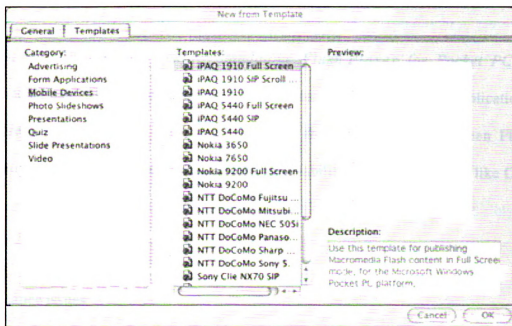 New from Template
General
Templates
Category:
Advertising
Form Applications
Mobile Devices
Photo Slideshows
Presentations
Quiz
Slide Presentations
Video
Templates:
iPAQ 1910 Full Screen
iPAQ 1910 SIP Scroll ...
iPAQ 1910
iPAQ 5440 Full Screen
iPAQ 5440 SIP
iPAQ 5440
Nokia 3650
Nokia 7650
Nokia 9200 Full Screen
Nokia 9200
NTT DoCoMo Fujitsu ...
NTT DoCoMo Mitsubi...
NTT DoCoMo NEC 505i
NTT DoCoMo Panaso...
NTT DoCoMo Sharp ...
NTT DoCoMo Sony 5.
Sony Clie NX70 SIP
Preview:
Description:
Use this template for publishing
Macromedia Flash content in Full Screen
mode, for the Microsoft Windows
Pocket PC platform.
Cancel
OK